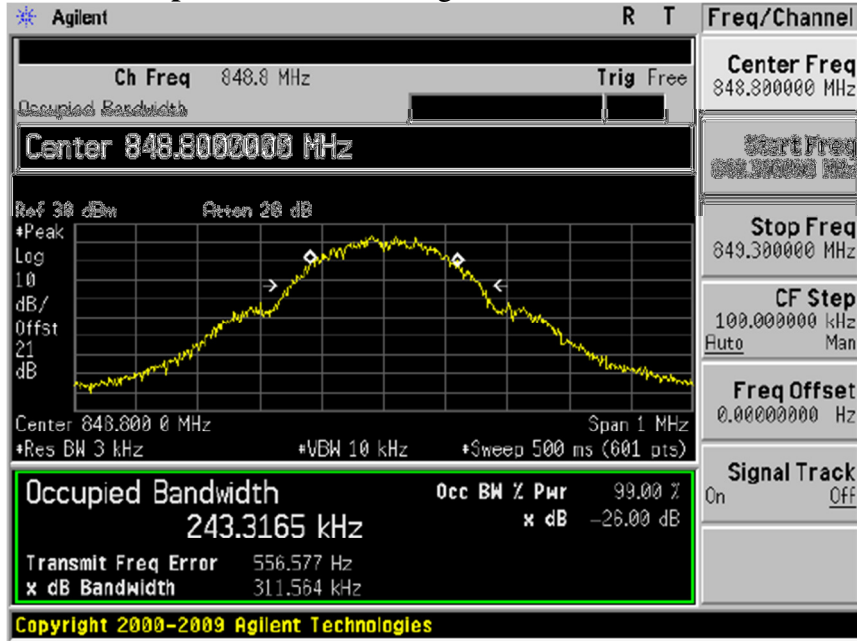 Agilent R T Freq/Channel
Ch Freq 848.8 MHz Trig Free
Occupied Bandwidth
Center 848.8000000 MHz
Ref 30 dBm Atten 20 dB
#Peak
Log
10
dB/
Offst
21
dB
Center 848.800 0 MHz Span 1 MHz
#Res BW 3 kHz #VBW 10 kHz #Sweep 500 ms (601 pts)
Occupied Bandwidth Occ BW % Pwr 99.00 %
243.3165 kHz x dB -26.00 dB
Transmit Freq Error 556.577 Hz
x dB Bandwidth 311.564 kHz
Center Freq
848.800000 MHz
Start Freq
848.300000 MHz
Stop Freq
849.300000 MHz
CF Step
100.000000 kHz
Auto Man
Freq Offset
0.00000000 Hz
Signal Track
On Off
Copyright 2000-2009 Agilent Technologies